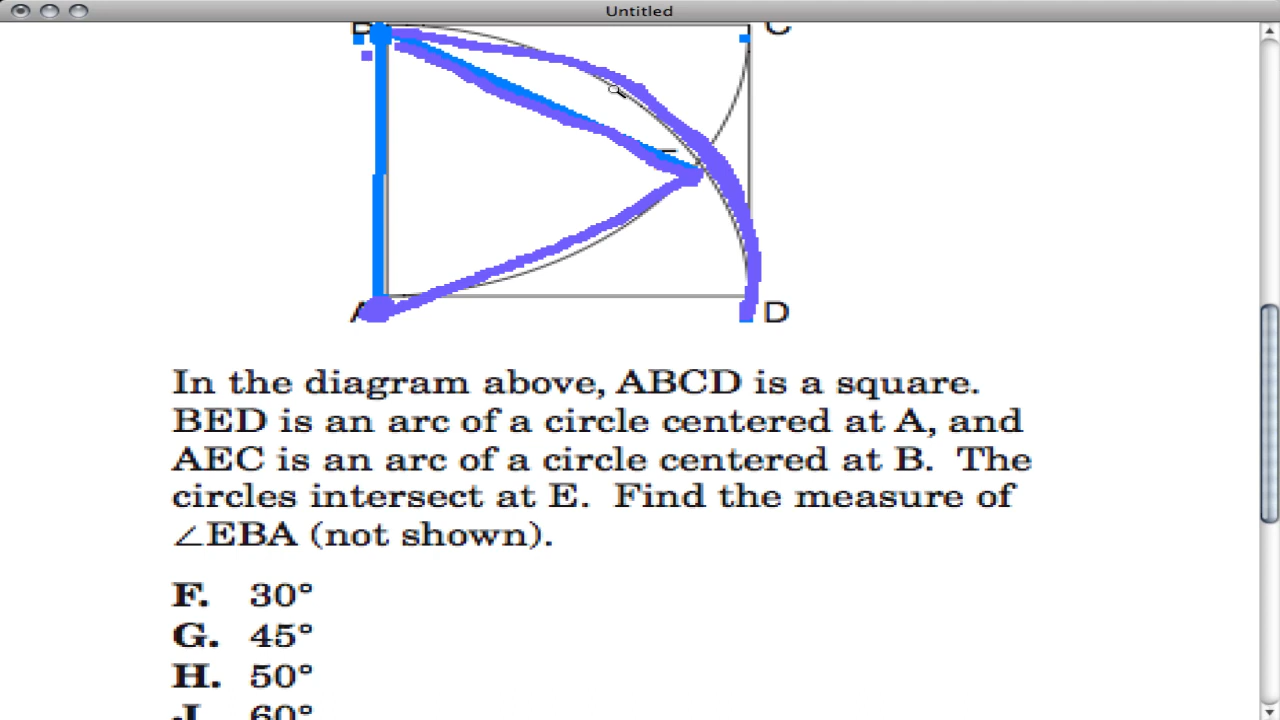 Untitled
B
C
A
D
In the diagram above, ABCD is a square.
BED is an arc of a circle centered at A, and
AEC is an arc of a circle centered at B. The
circles intersect at E. Find the measure of
∠EBA (not shown).
F. 30°
G. 45°
H. 50°
J. 60°